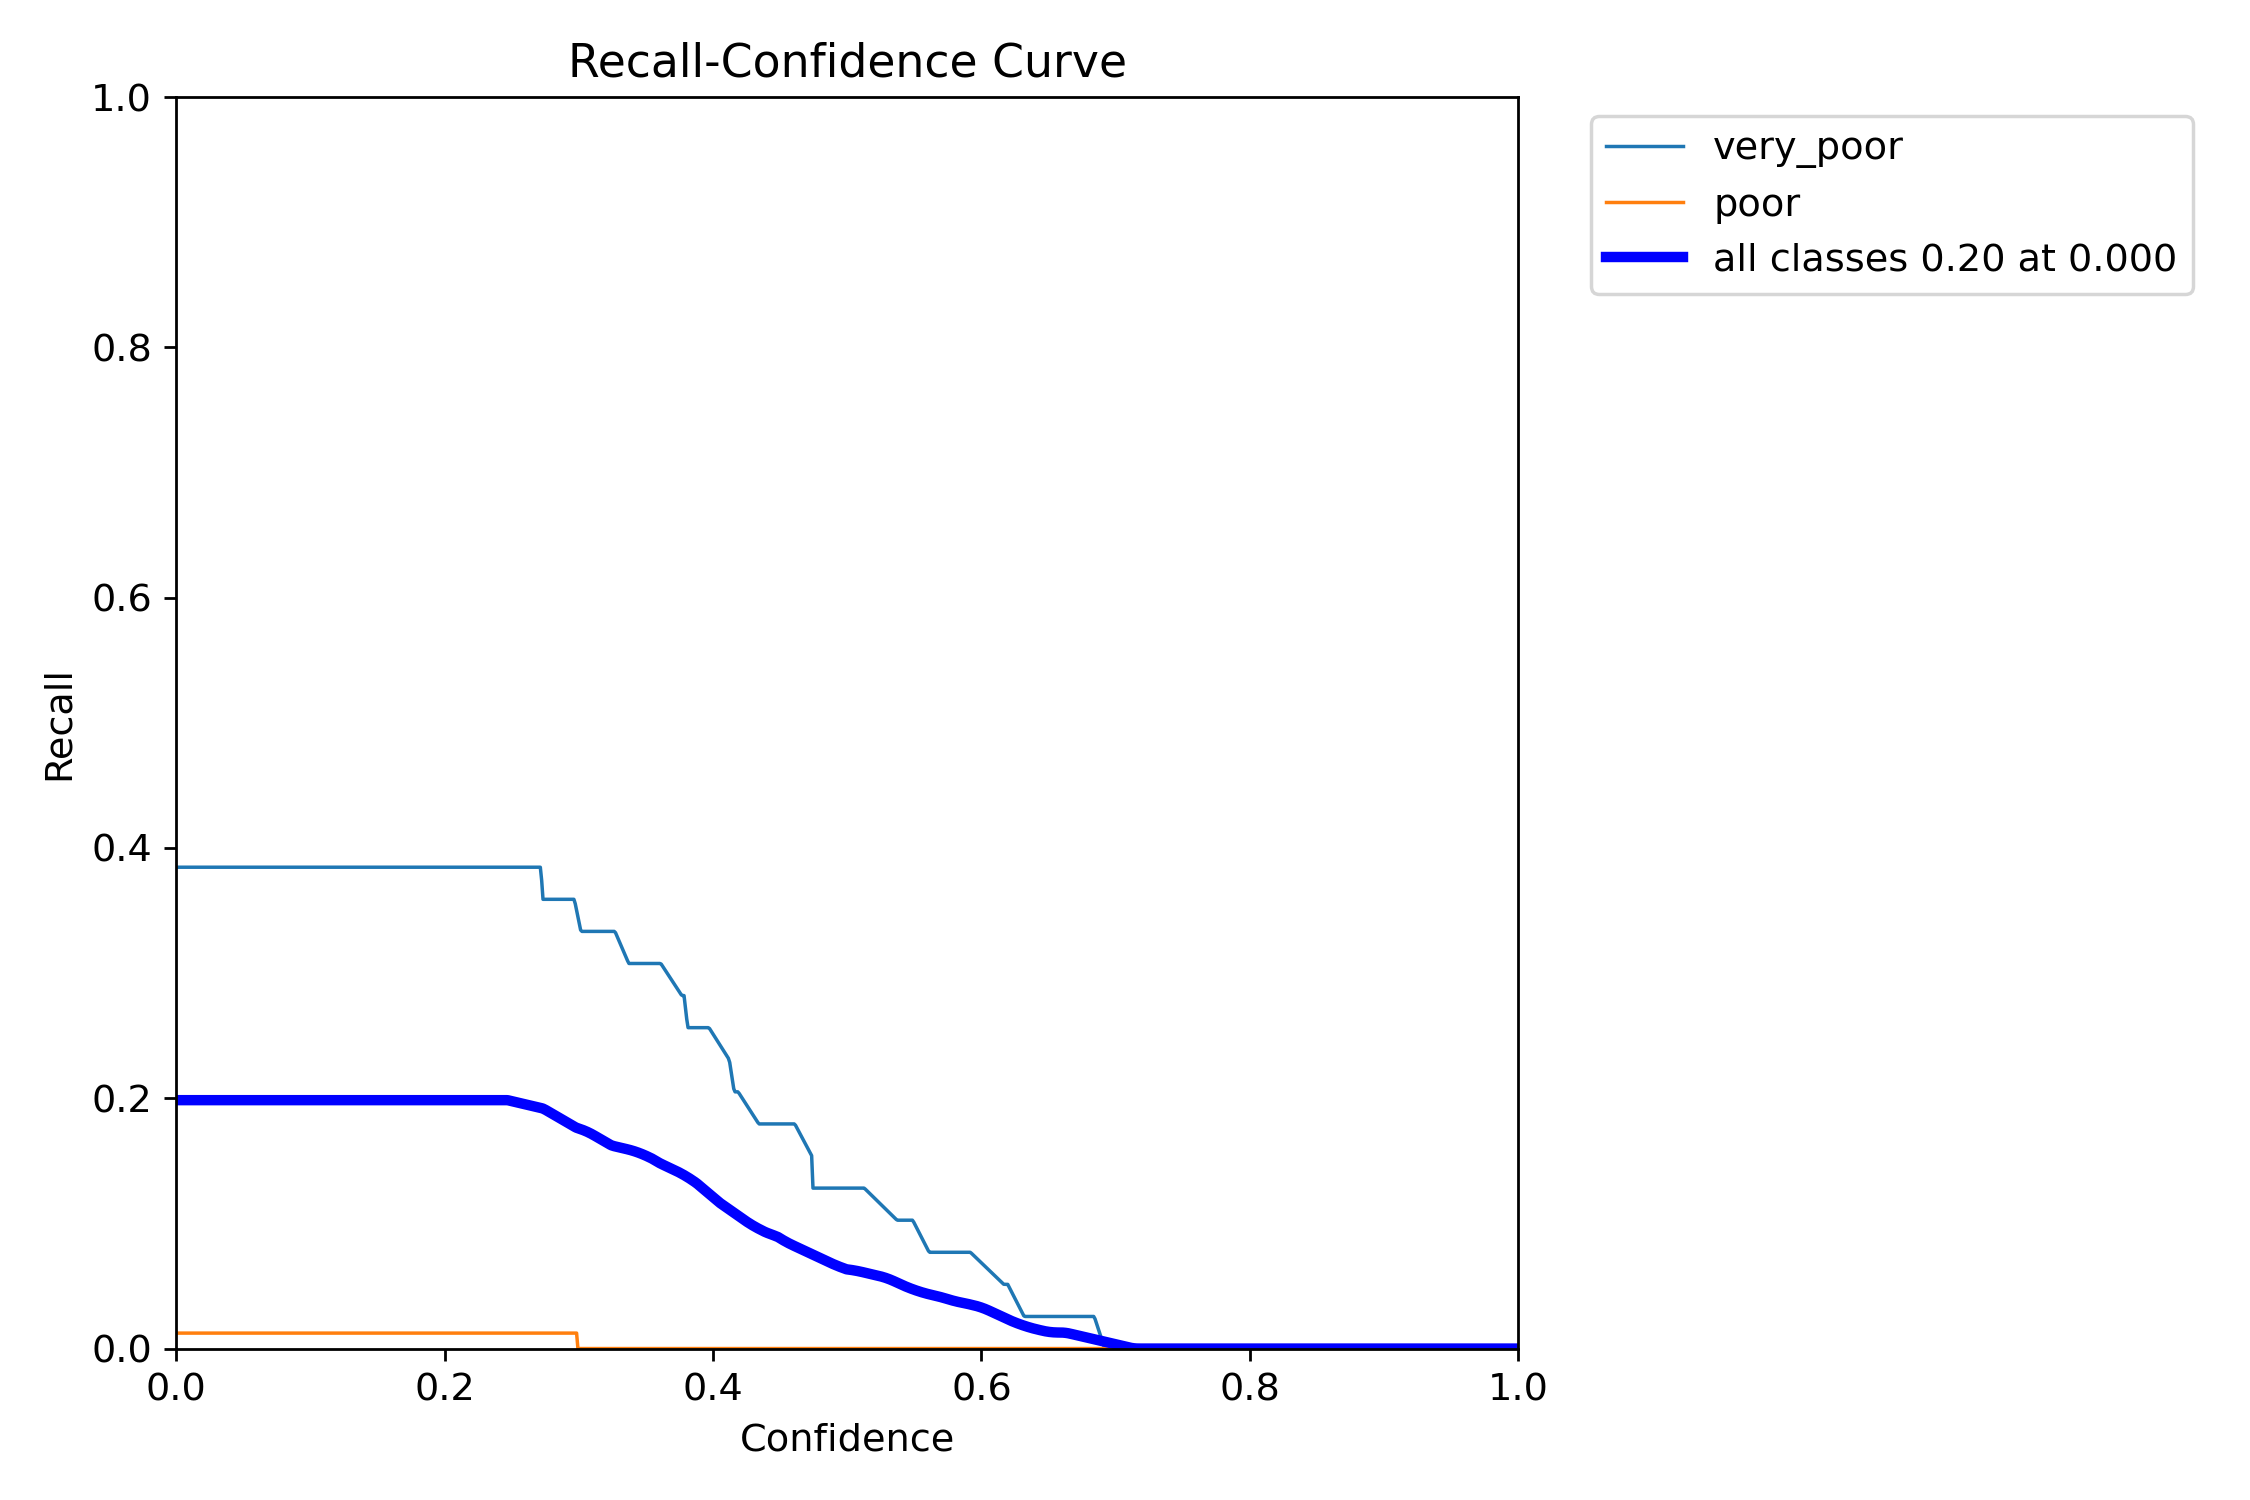 Recall-Confidence Curve
1.0
0.8
0.6
0.4
0.2
0.0
Recall
0.0 0.2 0.4 0.6 0.8 1.0
Confidence
very_poor
poor
all classes 0.20 at 0.000